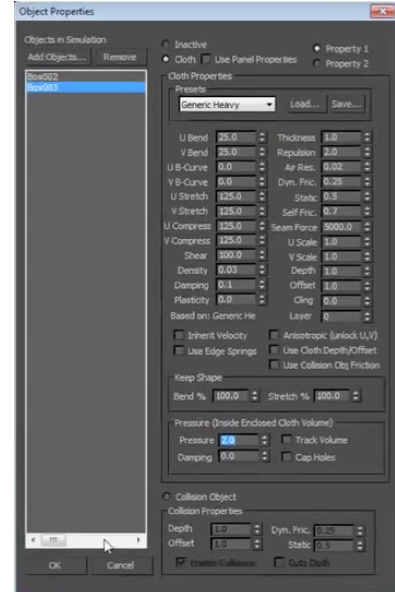 Object Properties
Objects in Simulation
Add Objects... Remove
Box002
Box003
Inactive
Cloth Use Panel Properties
Property 1
Property 2
Cloth Properties
Presets
Generic Heavy Load... Save...
U Bend 25.0 Thickness 1.0
V Bend 25.0 Repulsion 2.0
U B-Curve 0.0 Air Res. 0.02
V B-Curve 0.0 Dyn. Fric. 0.25
U Stretch 125.0 Static 0.5
V Stretch 125.0 Self Fric. 0.7
U Compress 125.0 Seam Force 5000.0
V Compress 125.0 U Scale 1.0
Shear 100.0 V Scale 1.0
Density 0.03 Depth 1.0
Damping 0.1 Offset 1.0
Plasticity 0.0 Cling 0.0
Based on: Generic He Layer 0
Inherit Velocity Anisotropic (unlock U,V)
Use Edge Springs Use Cloth Depth/Offset
Use Collision Obj Friction
Keep Shape
Bend % 100.0 Stretch % 100.0
Pressure (Inside Enclosed Cloth Volume)
Pressure 2.0 Track Volume
Damping 0.0 Cap Holes
Collision Object
Collision Properties
Depth 1.0 Dyn. Fric. 0.25
Offset 1.0 Static 0.5
Enable Collisions Cuts Cloth
OK Cancel